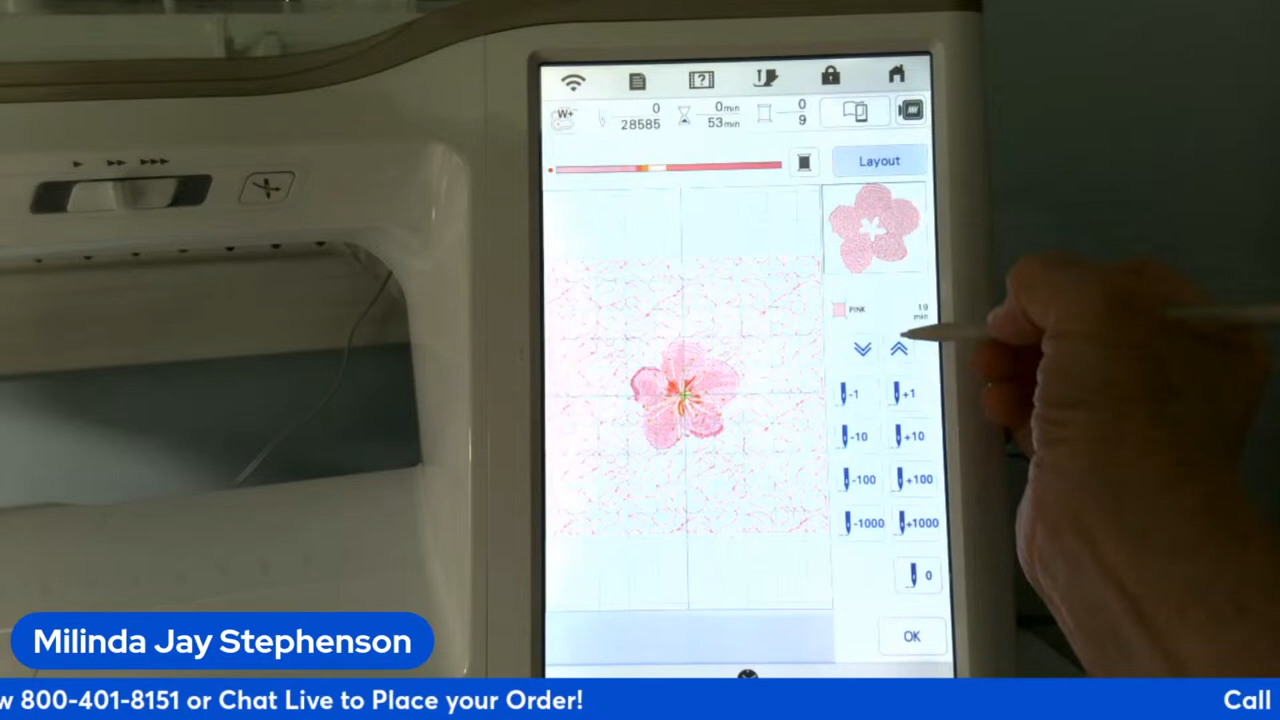 W+
0
28585
0min
53min
0
9
Layout
PINK
19
min
-1
+1
-10
+10
-100
+100
-1000
+1000
0
OK
Milinda Jay Stephenson
w 800-401-8151 or Chat Live to Place your Order!
Call